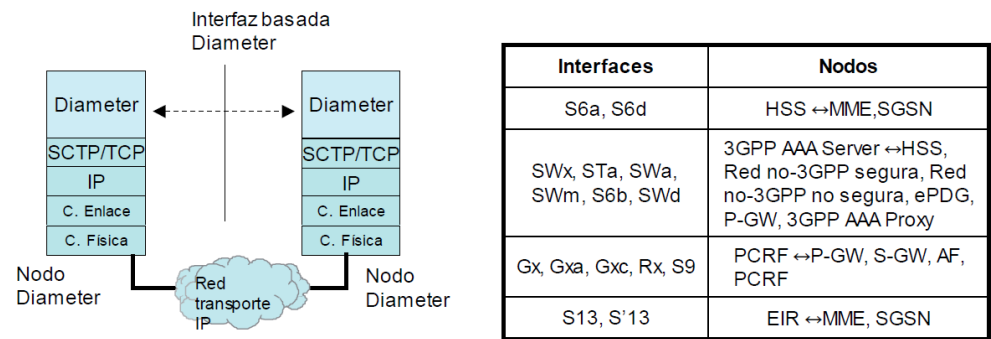 Interfaz basada
Diameter
Diameter
SCTP/TCP
IP
C. Enlace
C. Física
Nodo
Diameter
Diameter
SCTP/TCP
IP
C. Enlace
C. Física
Nodo
Diameter
Red
transporte
IP
Interfaces
Nodos
S6a, S6d
HSS ↔MME,SGSN
SWx, STa, SWa,
SWm, S6b, SWd
3GPP AAA Server ↔HSS,
Red no-3GPP segura, Red
no-3GPP no segura, ePDG,
P-GW, 3GPP AAA Proxy
Gx, Gxa, Gxc, Rx, S9
PCRF ↔P-GW, S-GW, AF,
PCRF
S13, S'13
EIR ↔MME, SGSN